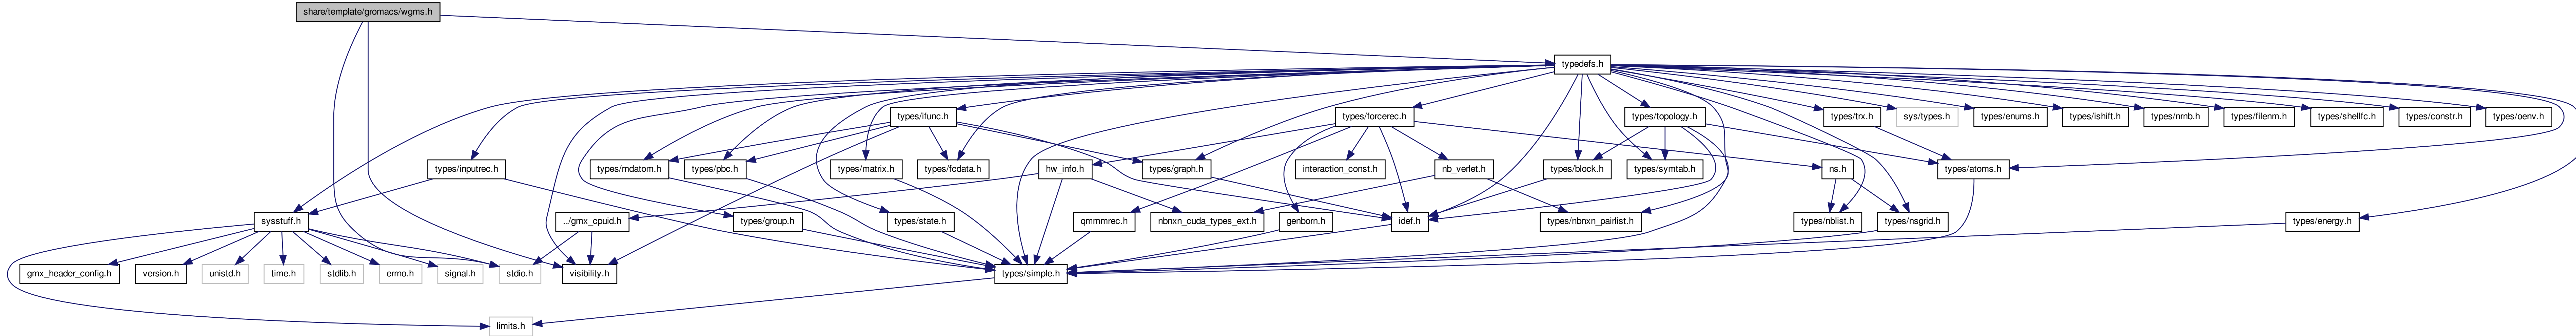 share/template/gromacs/wgms.h
typedefs.h
types/ifunc.h
types/forcerec.h
types/topology.h
types/trx.h
sys/types.h
types/enums.h
types/ishift.h
types/nrnb.h
types/filenm.h
types/shellfc.h
types/constr.h
types/oenv.h
types/inputrec.h
types/mdatom.h
types/pbc.h
types/matrix.h
types/fcdata.h
hw_info.h
types/graph.h
interaction_const.h
nb_verlet.h
types/block.h
types/symtab.h
ns.h
types/atoms.h
sysstuff.h
../gmx_cpuid.h
types/group.h
types/state.h
qmmmrec.h
nbnxn_cuda_types_ext.h
genborn.h
idef.h
types/nbnxn_pairlist.h
types/nblist.h
types/nsgrid.h
types/energy.h
gmx_header_config.h
version.h
unistd.h
time.h
stdlib.h
errno.h
signal.h
stdio.h
visibility.h
types/simple.h
limits.h